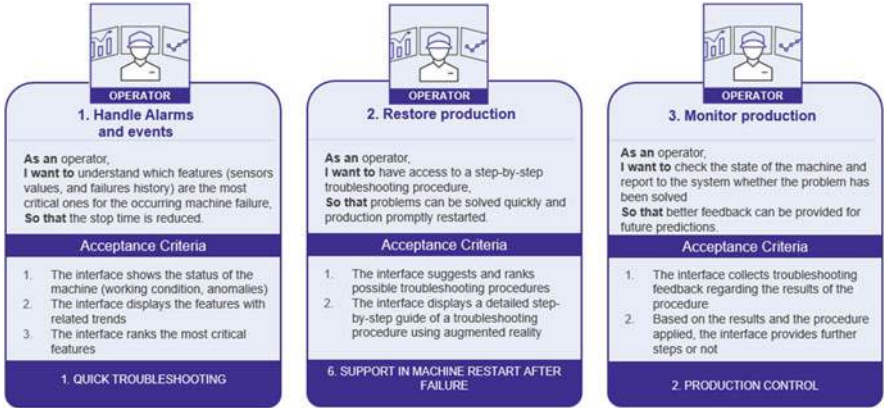 OPERATOR
1. Handle Alarms
and events
As an operator,
I want to understand which features (sensors
values, and failures history) are the most
critical ones for the occurring machine failure,
So that the stop time is reduced.
Acceptance Criteria
1. The interface shows the status of the
machine (working condition, anomalies)
2. The interface displays the features with
related trends
3. The interface ranks the most critical
features
1. QUICK TROUBLESHOOTING
OPERATOR
2. Restore production
As an operator,
I want to have access to a step-by-step
troubleshooting procedure,
So that problems can be solved quickly and
production promptly restarted.
Acceptance Criteria
1. The interface suggests and ranks
possible troubleshooting procedures
2. The interface displays a detailed step-
by-step guide of a troubleshooting
procedure using augmented reality
6. SUPPORT IN MACHINE RESTART AFTER
FAILURE
OPERATOR
3. Monitor production
As an operator,
I want to check the state of the machine and
report to the system whether the problem has
been solved
So that better feedback can be provided for
future predictions.
Acceptance Criteria
1. The interface collects troubleshooting
feedback regarding the results of the
procedure
2. Based on the results and the procedure
applied, the interface provides further
steps or not
2. PRODUCTION CONTROL